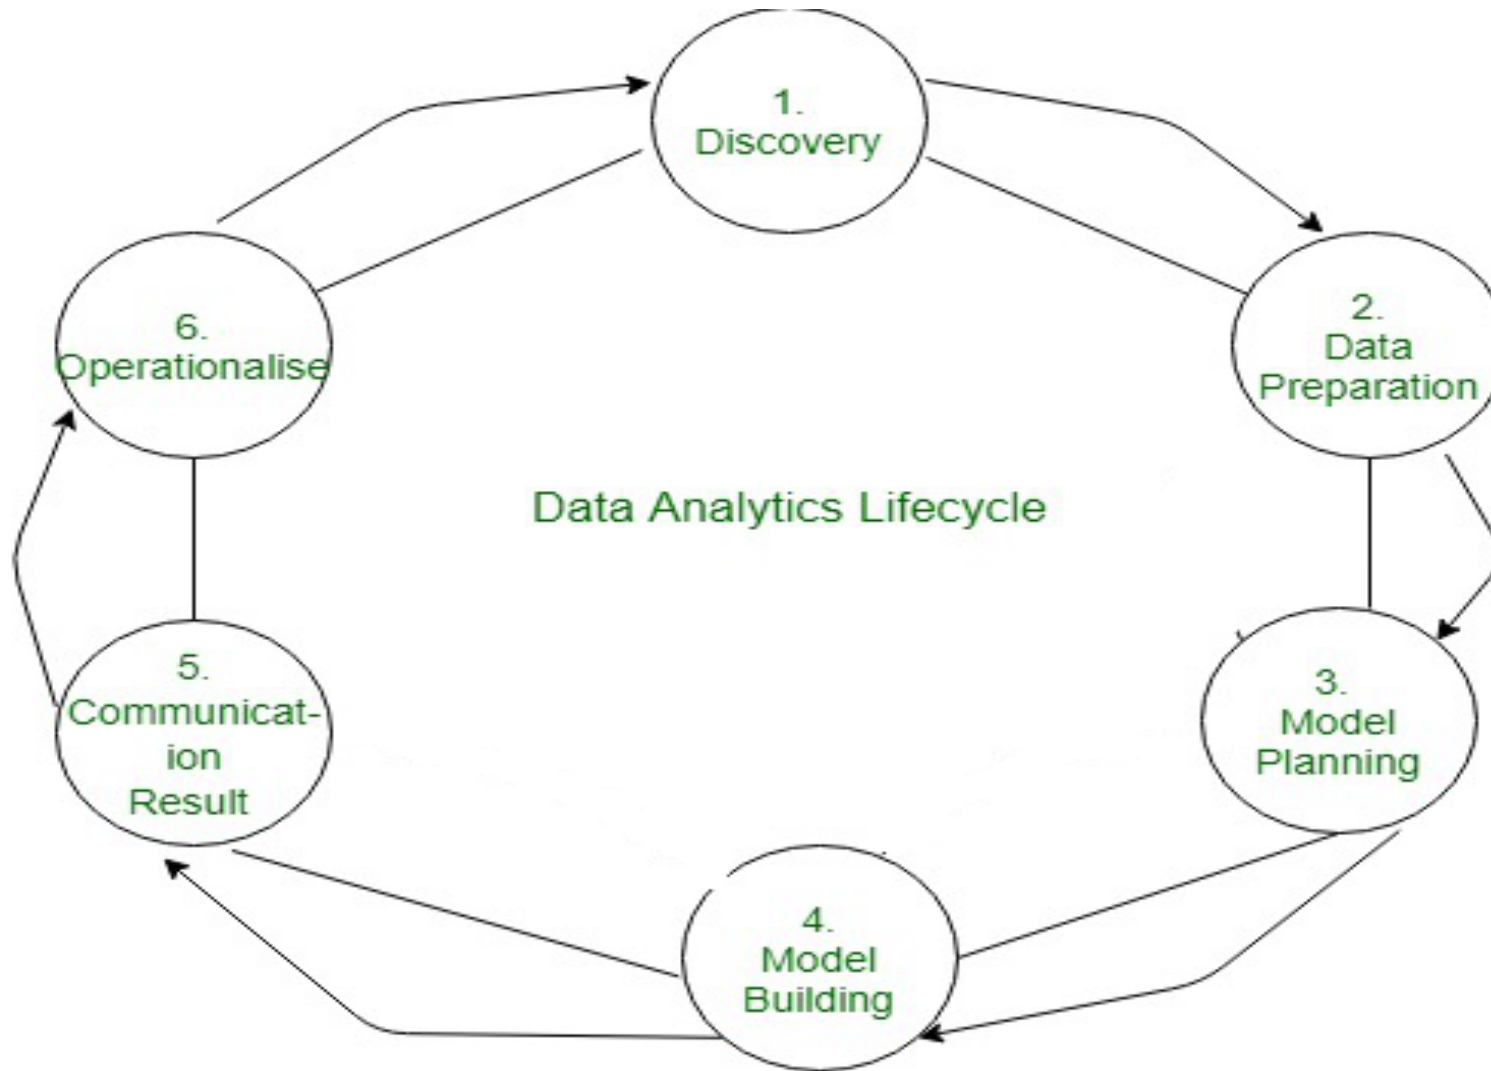 1.
Discovery
2.
Data
Preparation
3.
Model
Planning
4.
Model
Building
5.
Communicat-
ion
Result
6.
Operationalise
Data Analytics Lifecycle